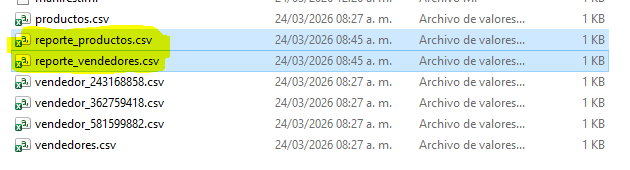 productos.csv 24/03/2026 08:27 a. m. Archivo de valores... 1 KB
reporte_productos.csv 24/03/2026 08:45 a. m. Archivo de valores... 1 KB
reporte_vendedores.csv 24/03/2026 08:45 a. m. Archivo de valores... 1 KB
vendedor_243168858.csv 24/03/2026 08:27 a. m. Archivo de valores... 1 KB
vendedor_362759418.csv 24/03/2026 08:27 a. m. Archivo de valores... 1 KB
vendedor_581599882.csv 24/03/2026 08:27 a. m. Archivo de valores... 1 KB
vendedores.csv 24/03/2026 08:27 a. m. Archivo de valores... 1 KB